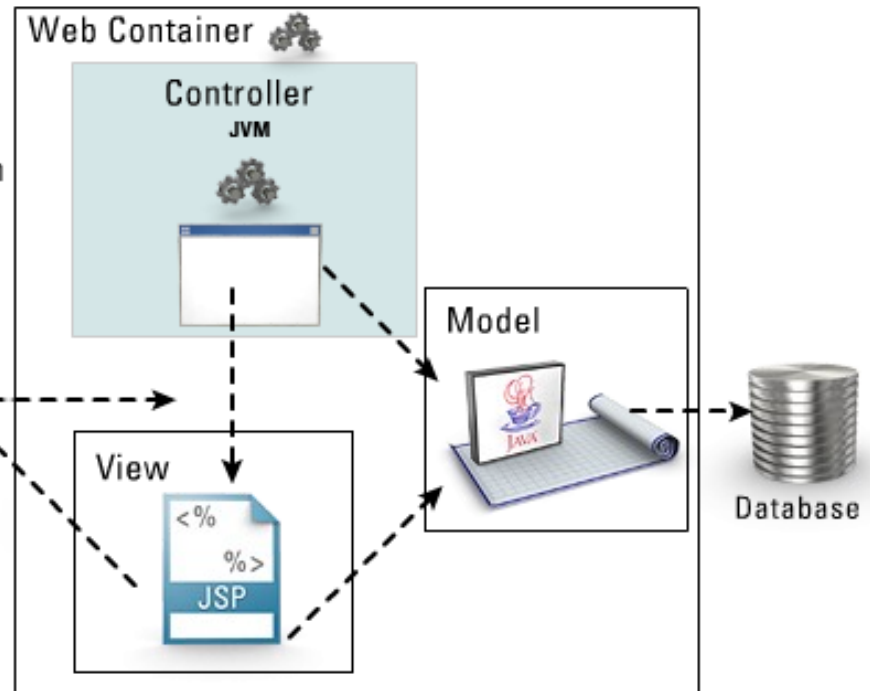 Web Container
Controller
JVM
Model
JAVA
View
<%
%>
JSP
Database